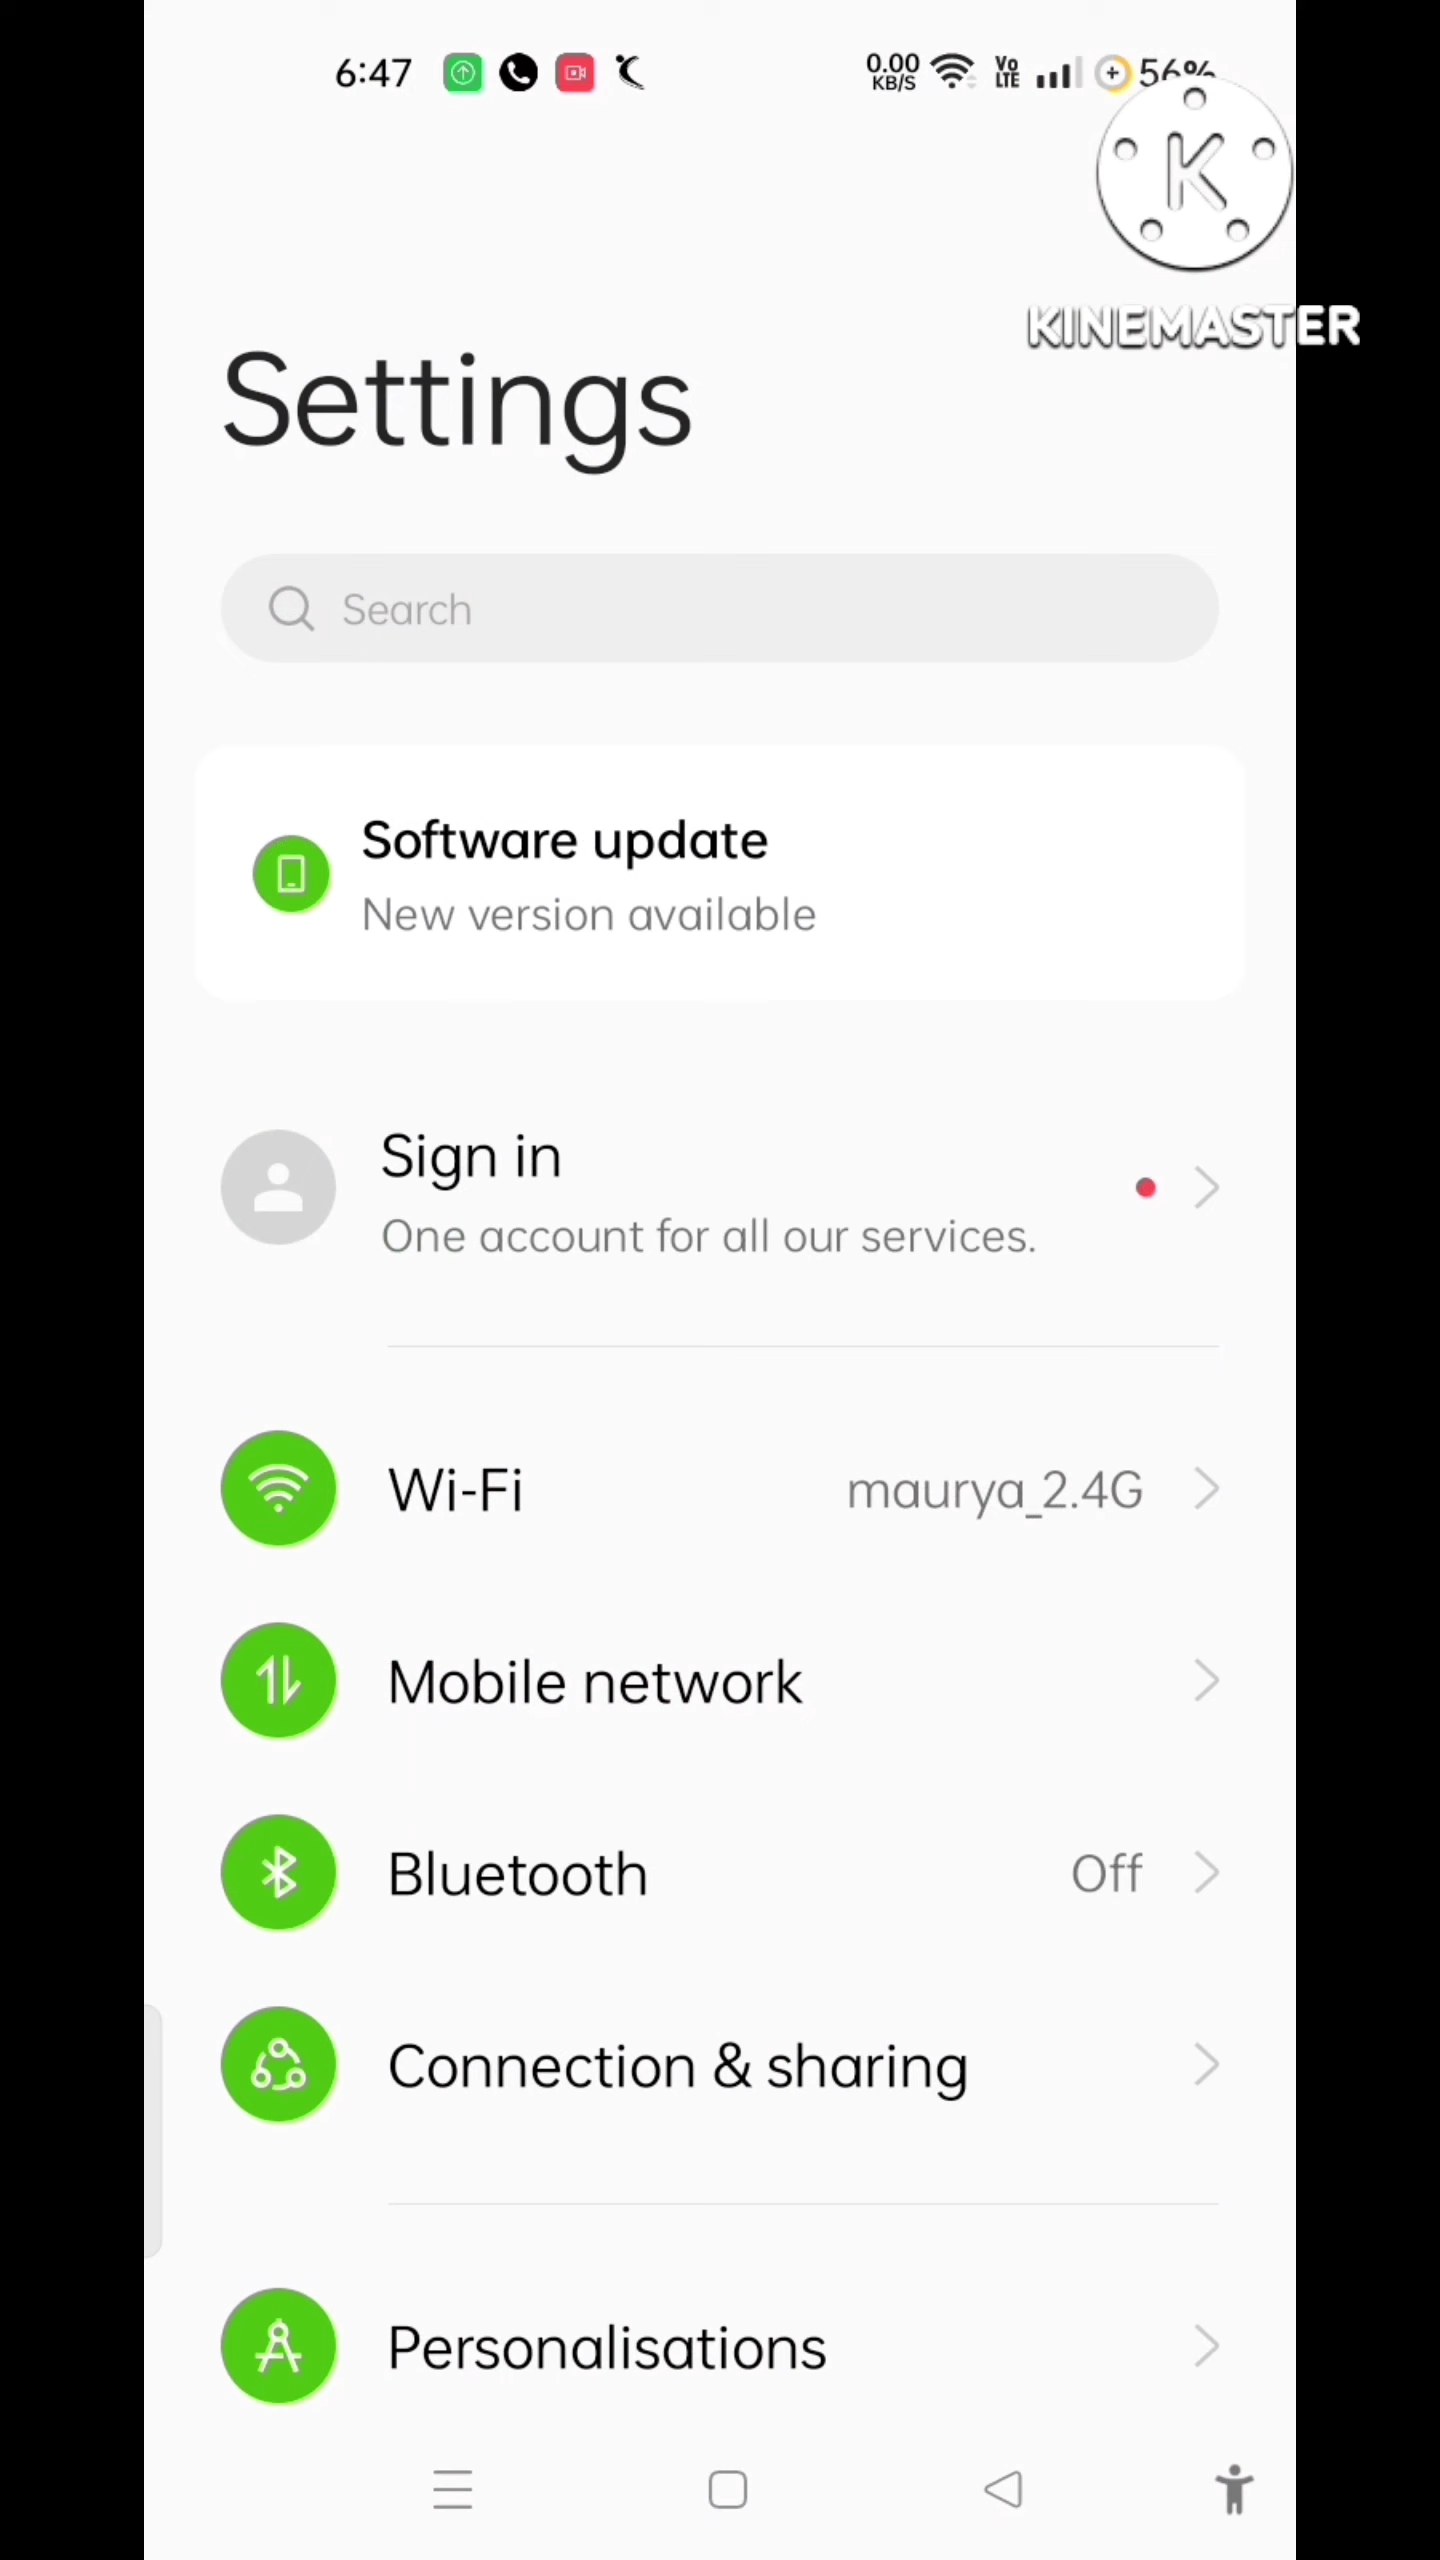 6:47 0.00 KB/S Vo LTE 56%
K
KINEMASTER
Settings
Search
Software update
New version available
Sign in
One account for all our services.
Wi-Fi maurya_2.4G
Mobile network
Bluetooth Off
Connection & sharing
Personalisations